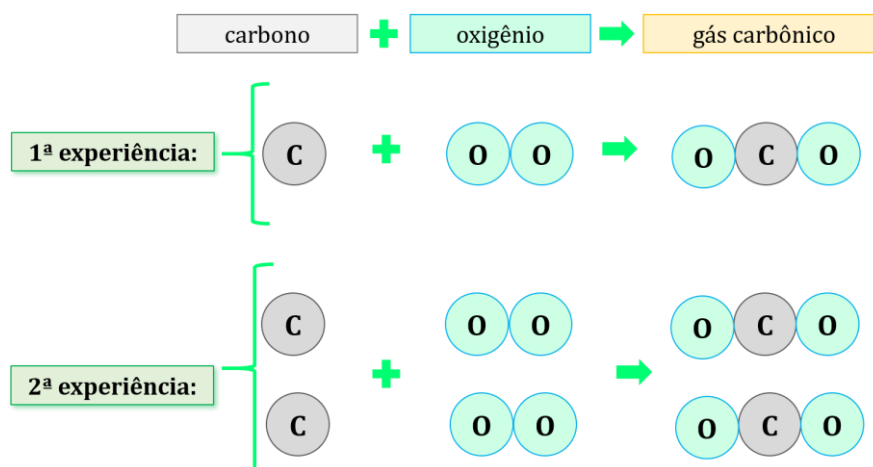 carbono + oxigênio gás carbônico
1ª experiência: C + O O O C O
C O O O C O
2ª experiência: +
C O O O C O